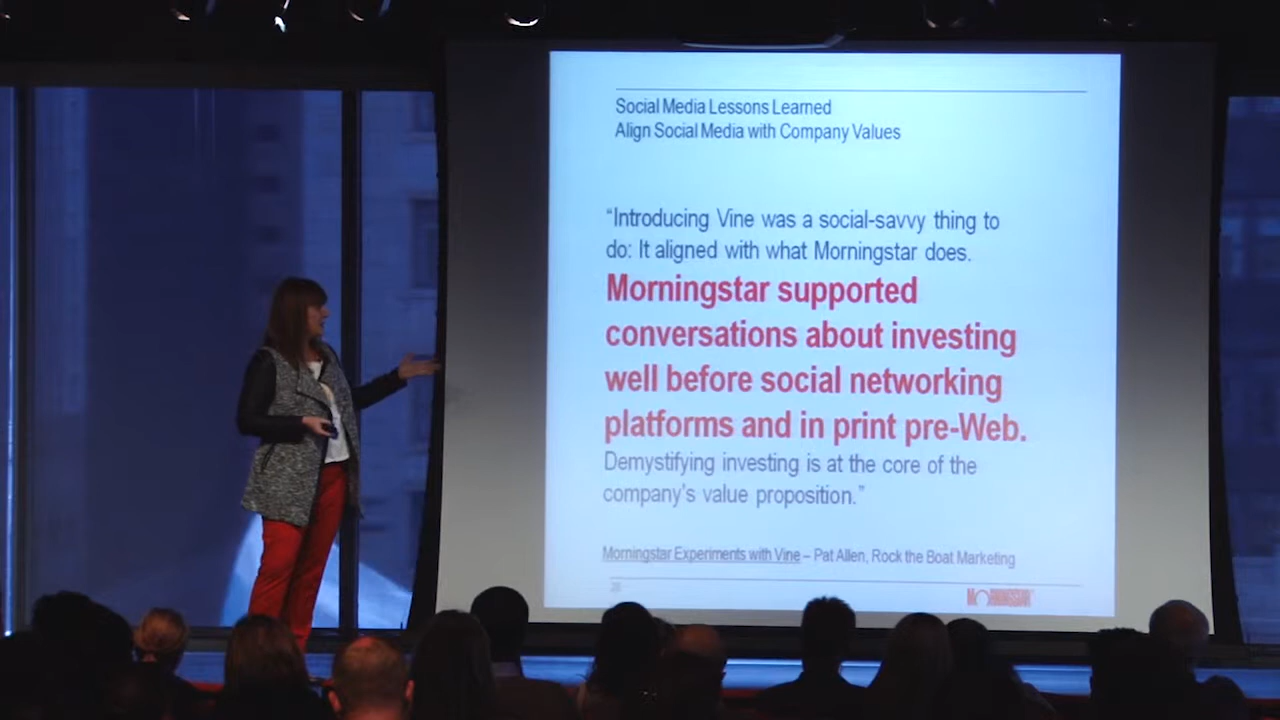 Social Media Lessons Learned
Align Social Media with Company Values
“Introducing Vine was a social-savvy thing to
do: It aligned with what Morningstar does.
Morningstar supported
conversations about investing
well before social networking
platforms and in print pre-Web.
Demystifying investing is at the core of the
company's value proposition.”
Morningstar Experiments with Vine – Pat Allen, Rock the Boat Marketing
MORNINGSTAR